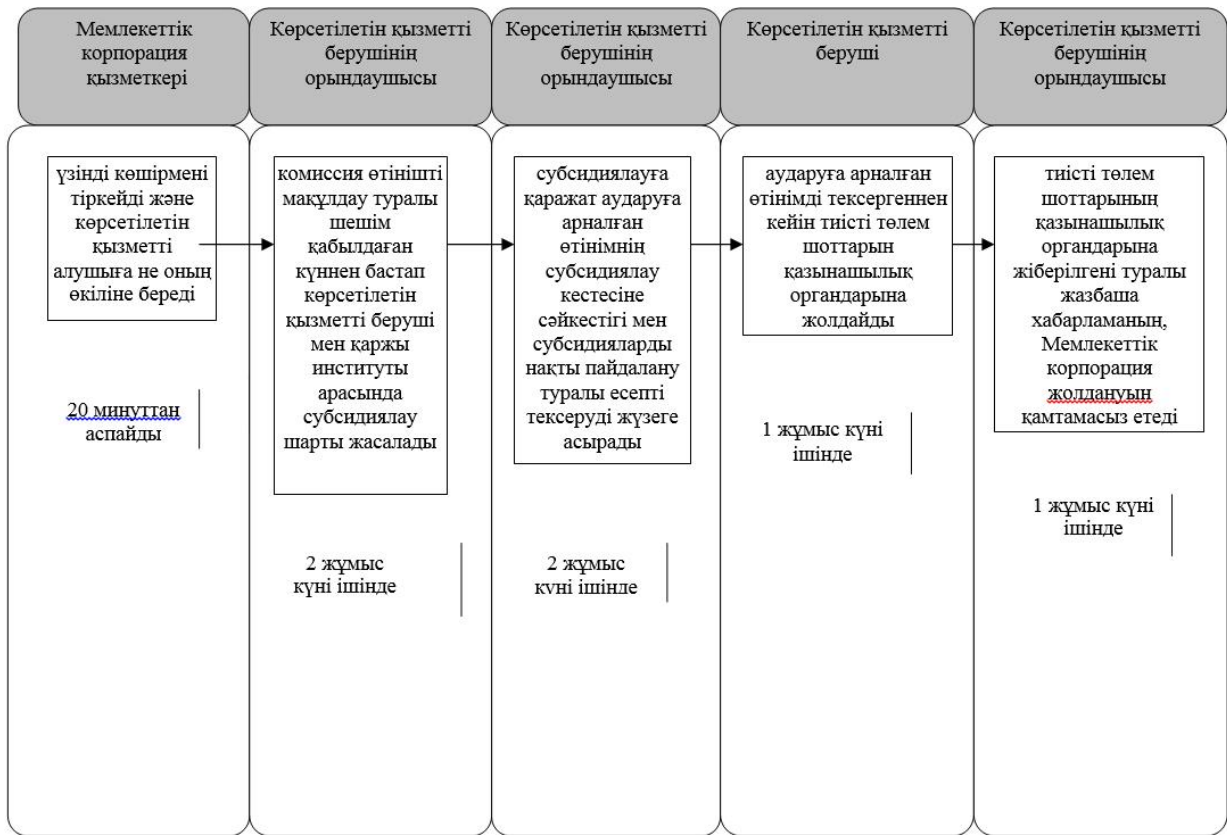 Мемлекеттік
корпорация
қызметкері
Көрсетілетін қызметті
берушінің
орындаушысы
Көрсетілетін қызметті
берушінің
орындаушысы
Көрсетілетін қызметті
беруші
Көрсетілетін қызметті
берушінің
орындаушысы
үзінді көшірмені
тіркейді және
көрсетілетін
қызметті
алушыға не оның
өкіліне береді
20 минуттан
аспайды
комиссия өтінішті
мақұлдау туралы
шешім
қабылдаған
күннен бастап
көрсетілетін
қызметті беруші
мен қаржы
институты
арасында
субсидиялау
шарты жасалады
2 жұмыс
күні ішінде
субсидиялауға
қаражат аударуға
арналған
өтінімнің
субсидиялау
кестесіне
сәйкестігі мен
субсидияларды
нақты пайдалану
туралы есепті
тексеруді жүзеге
асырады
2 жұмыс
күні ішінде
аударуға арналған
өтінімді тексергеннен
кейін тиісті төлем
шоттарын
қазынашылық
органдарына
жолдайды
1 жұмыс күні
ішінде
тиісті төлем
шоттарының
қазынашылық
органдарына
жіберілгені туралы
жазбаша
хабарламаның,
Мемлекеттік
корпорация
жолдануын
қамтамасыз етеді
1 жұмыс күні
ішінде